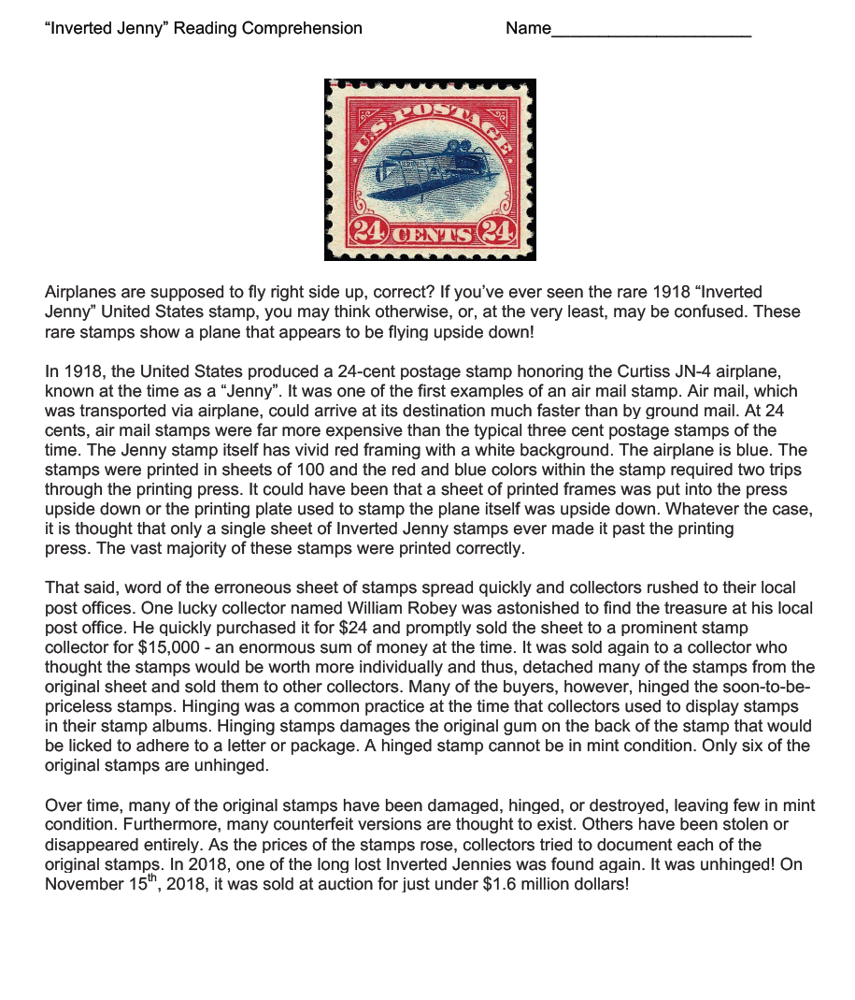 “Inverted Jenny” Reading Comprehension Name_____________________
U.S. POSTAGE
24 CENTS 24
Airplanes are supposed to fly right side up, correct? If you’ve ever seen the rare 1918 “Inverted
Jenny” United States stamp, you may think otherwise, or, at the very least, may be confused. These
rare stamps show a plane that appears to be flying upside down!
In 1918, the United States produced a 24-cent postage stamp honoring the Curtiss JN-4 airplane,
known at the time as a “Jenny”. It was one of the first examples of an air mail stamp. Air mail, which
was transported via airplane, could arrive at its destination much faster than by ground mail. At 24
cents, air mail stamps were far more expensive than the typical three cent postage stamps of the
time. The Jenny stamp itself has vivid red framing with a white background. The airplane is blue. The
stamps were printed in sheets of 100 and the red and blue colors within the stamp required two trips
through the printing press. It could have been that a sheet of printed frames was put into the press
upside down or the printing plate used to stamp the plane itself was upside down. Whatever the case,
it is thought that only a single sheet of Inverted Jenny stamps ever made it past the printing
press. The vast majority of these stamps were printed correctly.
That said, word of the erroneous sheet of stamps spread quickly and collectors rushed to their local
post offices. One lucky collector named William Robey was astonished to find the treasure at his local
post office. He quickly purchased it for $24 and promptly sold the sheet to a prominent stamp
collector for $15,000 - an enormous sum of money at the time. It was sold again to a collector who
thought the stamps would be worth more individually and thus, detached many of the stamps from the
original sheet and sold them to other collectors. Many of the buyers, however, hinged the soon-to-be-
priceless stamps. Hinging was a common practice at the time that collectors used to display stamps
in their stamp albums. Hinging stamps damages the original gum on the back of the stamp that would
be licked to adhere to a letter or package. A hinged stamp cannot be in mint condition. Only six of the
original stamps are unhinged.
Over time, many of the original stamps have been damaged, hinged, or destroyed, leaving few in mint
condition. Furthermore, many counterfeit versions are thought to exist. Others have been stolen or
disappeared entirely. As the prices of the stamps rose, collectors tried to document each of the
original stamps. In 2018, one of the long lost Inverted Jennies was found again. It was unhinged! On
November 15th, 2018, it was sold at auction for just under $1.6 million dollars!